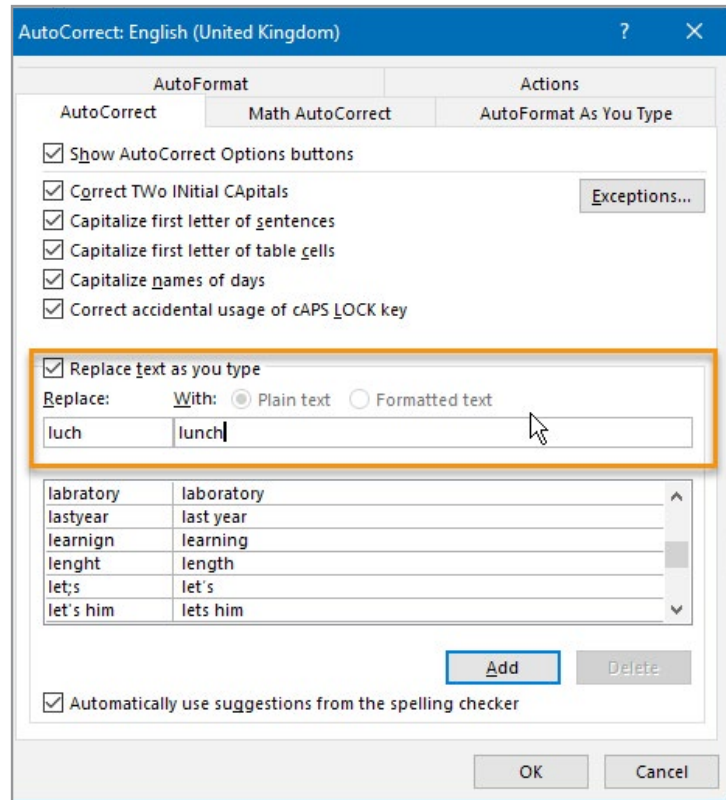 AutoCorrect: English (United Kingdom) ? ×
AutoFormat Actions
AutoCorrect Math AutoCorrect AutoFormat As You Type
Show AutoCorrect Options buttons
Correct TWo INitial CApitals Exceptions...
Capitalize first letter of sentences
Capitalize first letter of table cells
Capitalize names of days
Correct accidental usage of cAPS LOCK key
Replace text as you type
Replace: With: Plain text Formatted text
luch lunch
labratory laboratory
lastyear last year
learnign learning
lenght length
let;s let's
let's him lets him
Add Delete
Automatically use suggestions from the spelling checker
OK Cancel